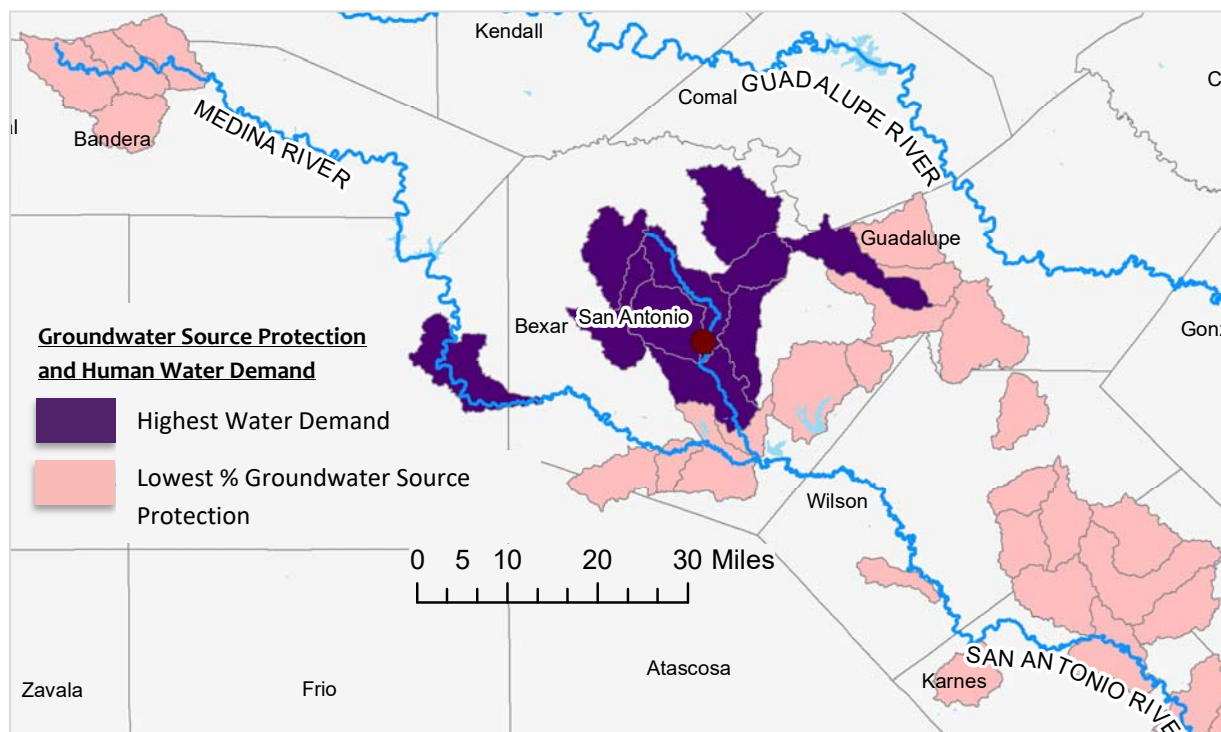 Kendall
Comal
GUADALUPE RIVER
C
al
Bandera
MEDINA RIVER
Guadalupe
San Antonio
Bexar
Gonz
Groundwater Source Protection
and Human Water Demand
Highest Water Demand
Lowest % Groundwater Source
Protection
Wilson
0 5 10 20 30 Miles
SAN ANTONIO RIVE
Karnes
Atascosa
Frio
Zavala